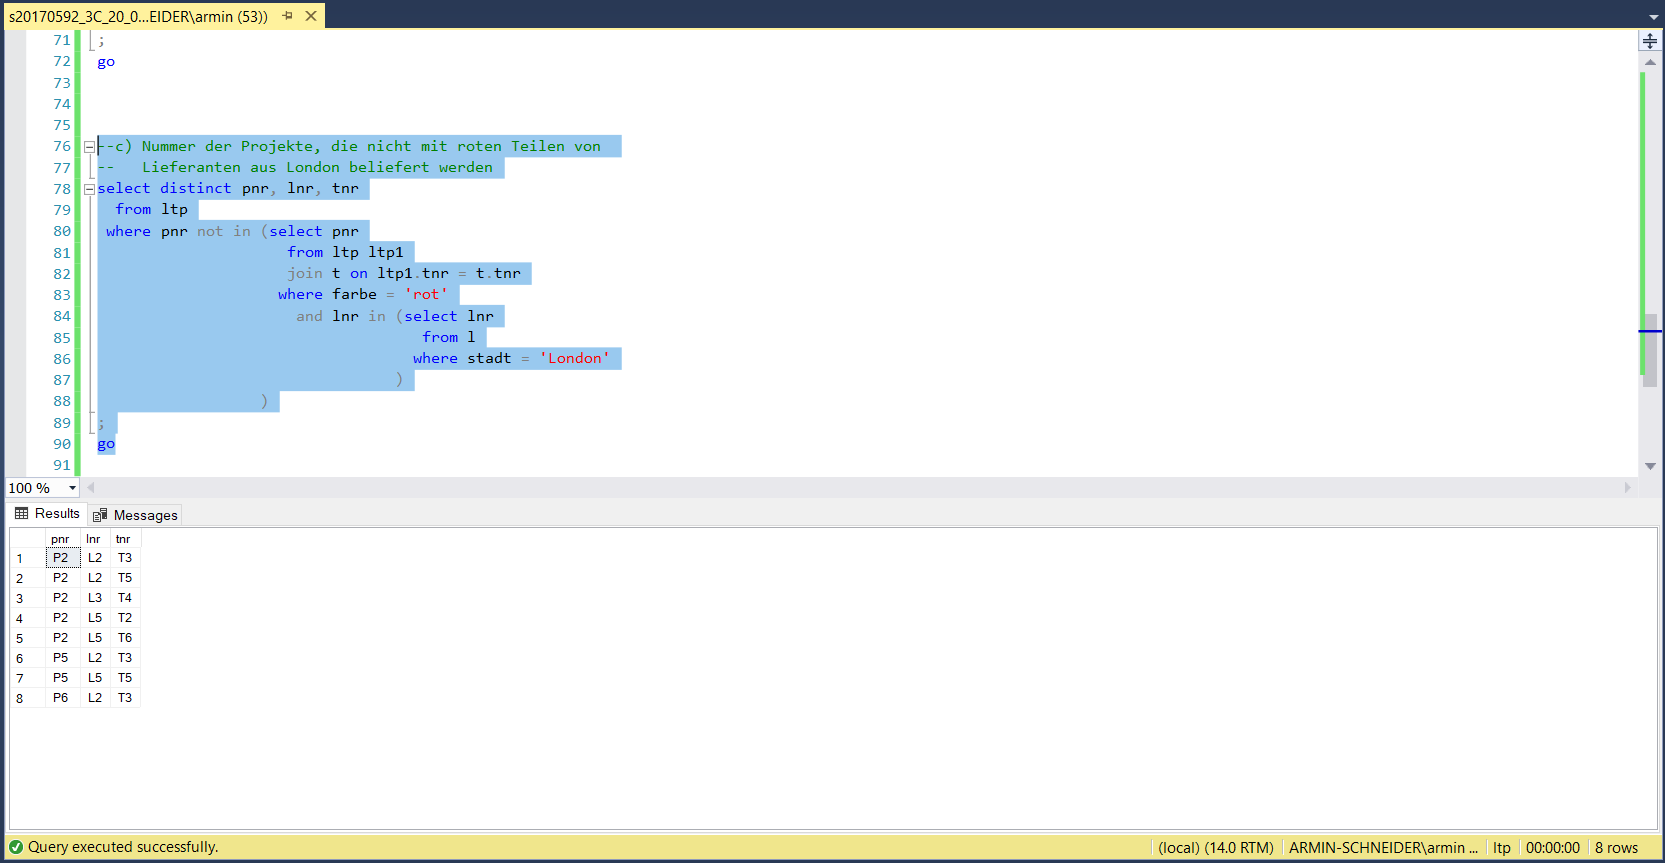 s20170592_3C_20_0...EIDER\armin (53))
71 ;
72 go
73
74
75
76 --c) Nummer der Projekte, die nicht mit roten Teilen von
77 --   Lieferanten aus London beliefert werden
78 select distinct pnr, lnr, tnr
79   from ltp
80  where pnr not in (select pnr
81                      from ltp ltp1
82                      join t on ltp1.tnr = t.tnr
83                     where farbe = 'rot'
84                       and lnr in (select lnr
85                                     from l
86                                    where stadt = 'London'
87                                  )
88                   )
89 ;
90 go
91
100 %
Results Messages
pnr lnr tnr
1 P2 L2 T3
2 P2 L2 T5
3 P2 L3 T4
4 P2 L5 T2
5 P2 L5 T6
6 P5 L2 T3
7 P5 L5 T5
8 P6 L2 T3
Query executed successfully. (local) (14.0 RTM) ARMIN-SCHNEIDER\armin ... ltp 00:00:00 8 rows